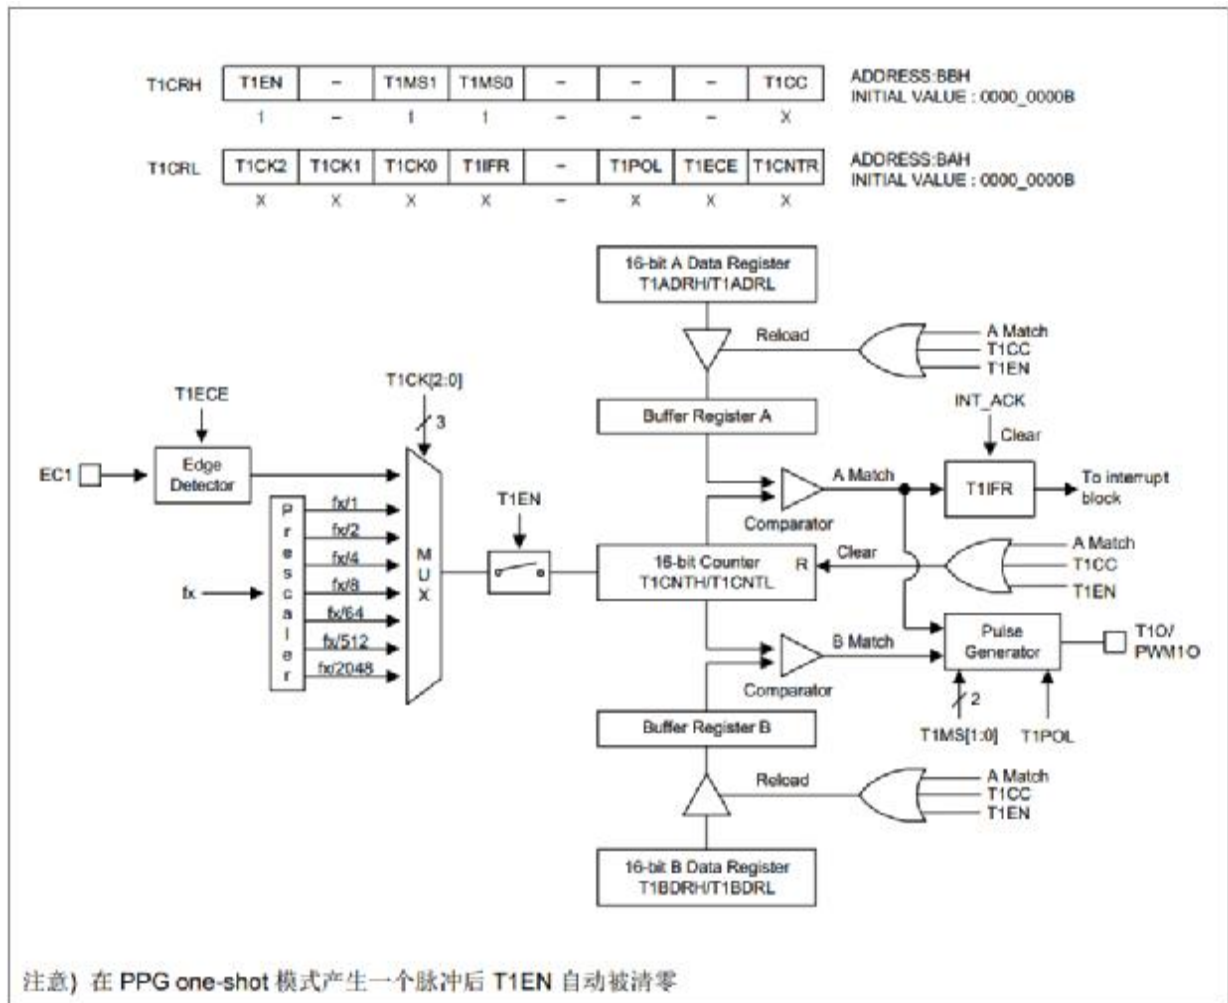 T1CRH T1EN – T1MS1 T1MS0 – – – T1CC ADDRESS:BBH
INITIAL VALUE : 0000_0000B
1 – 1 1 – – – X
T1CRL T1CK2 T1CK1 T1CK0 T1IFR – T1POL T1ECE T1CNTR ADDRESS:BAH
INITIAL VALUE : 0000_0000B
X X X X – X X X
16-bit A Data Register
T1ADRH/T1ADRL
Reload
A Match
T1CC
T1EN
T1CK[2:0]
3
T1ECE
Buffer Register A
INT_ACK
Clear
EC1
Edge
Detector
A Match
T1IFR
To interrupt
block
Comparator
Prescaler
fx/1
fx/2
fx/4
fx/8
fx/64
fx/512
fx/2048
fx
MUX
T1EN
16-bit Counter
T1CNTH/T1CNTL
R
Clear
A Match
T1CC
T1EN
B Match
Comparator
Pulse
Generator
T1O/
PWM1O
2
T1MS[1:0]
T1POL
Buffer Register B
Reload
A Match
T1CC
T1EN
16-bit B Data Register
T1BDRH/T1BDRL
注意) 在 PPG one-shot 模式产生一个脉冲后 T1EN 自动被清零